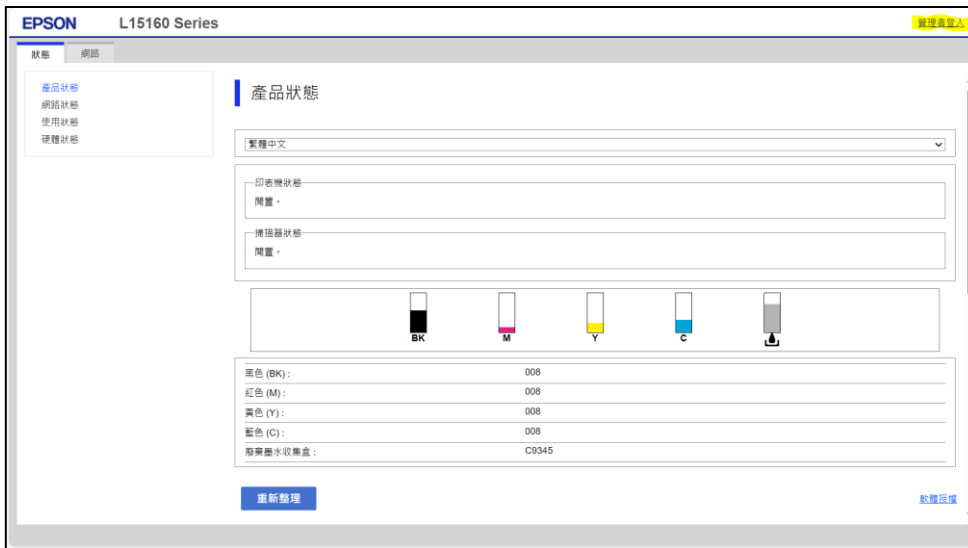 EPSON L15160 Series 管理者登入
狀態 網路
產品狀態
網路狀態
使用狀態
硬體狀態
產品狀態
繁體中文
印表機狀態
閒置。
掃描器狀態
閒置。
BK M Y C
黑色 (BK) : 008
紅色 (M) : 008
黃色 (Y) : 008
藍色 (C) : 008
廢棄墨水收集盒 : C9345
重新整理 軟體授權